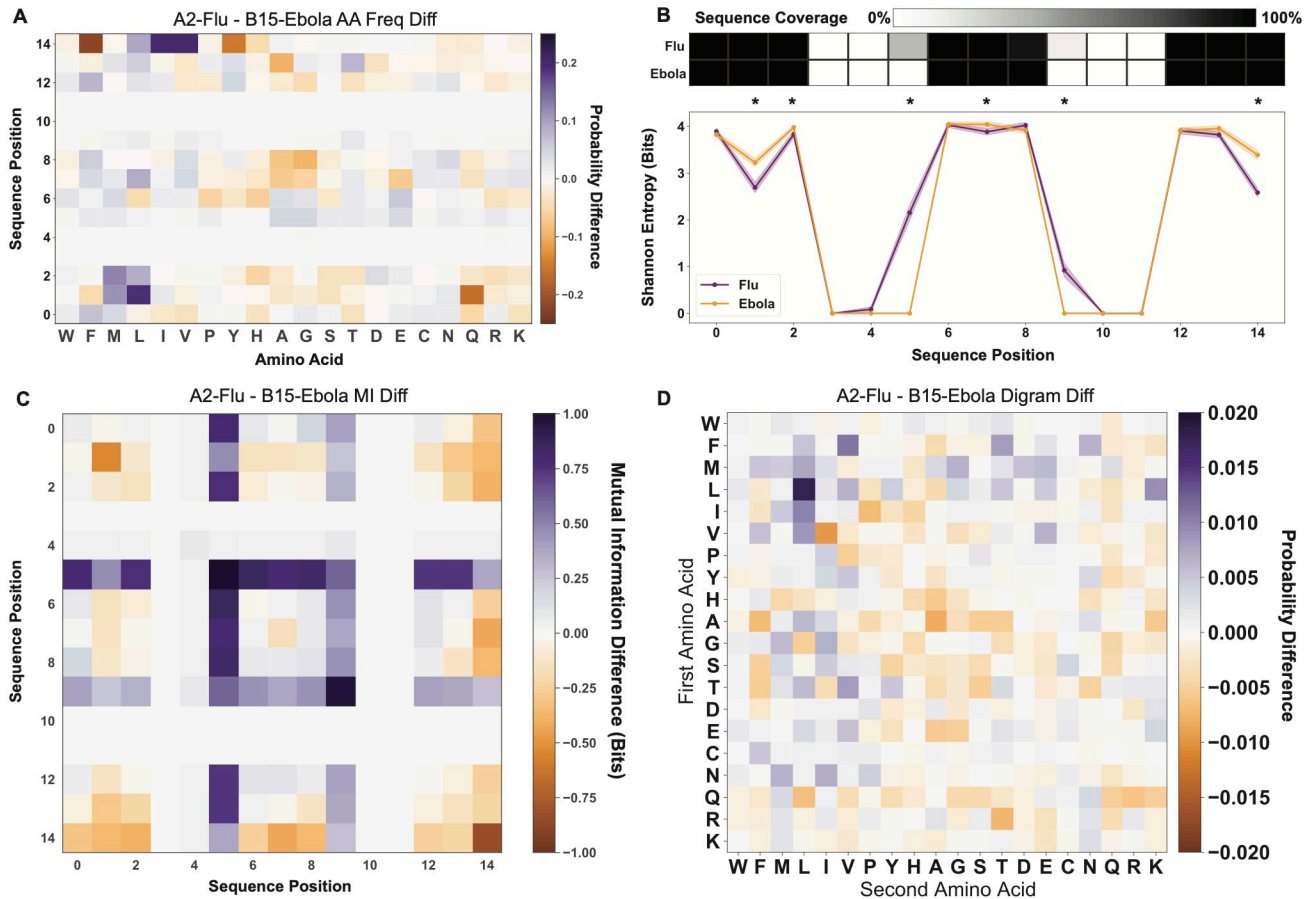 A
A2-Flu - B15-Ebola AA Freq Diff
14
12
10
8
6
4
2
0
Sequence Position
W F M L I V P Y H A G S T D E C N Q R K
Amino Acid
0.2
0.1
0.0
−0.1
−0.2
Probability Difference
B
Sequence Coverage 0% 100%
Flu
Ebola
* * * * * *
4
3
2
1
0
Shannon Entropy (Bits)
Flu
Ebola
0 2 4 6 8 10 12 14
Sequence Position
C
A2-Flu - B15-Ebola MI Diff
0
2
4
6
8
10
12
14
Sequence Position
0 2 4 6 8 10 12 14
Sequence Position
1.00
0.75
0.50
0.25
0.00
−0.25
−0.50
−0.75
−1.00
Mutual Information Difference (Bits)
D
A2-Flu - B15-Ebola Digram Diff
W
F
M
L
I
V
P
Y
H
A
G
S
T
D
E
C
N
Q
R
K
First Amino Acid
W F M L I V P Y H A G S T D E C N Q R K
Second Amino Acid
0.020
0.015
0.010
0.005
0.000
−0.005
−0.010
−0.015
−0.020
Probability Difference